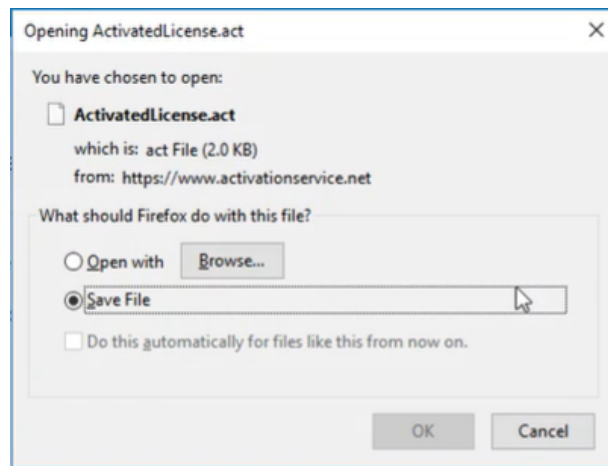 Opening ActivatedLicense.act
You have chosen to open:
ActivatedLicense.act
which is: act File (2.0 KB)
from: https://www.activationservice.net
What should Firefox do with this file?
Open with Browse...
Save File
Do this automatically for files like this from now on.
OK Cancel